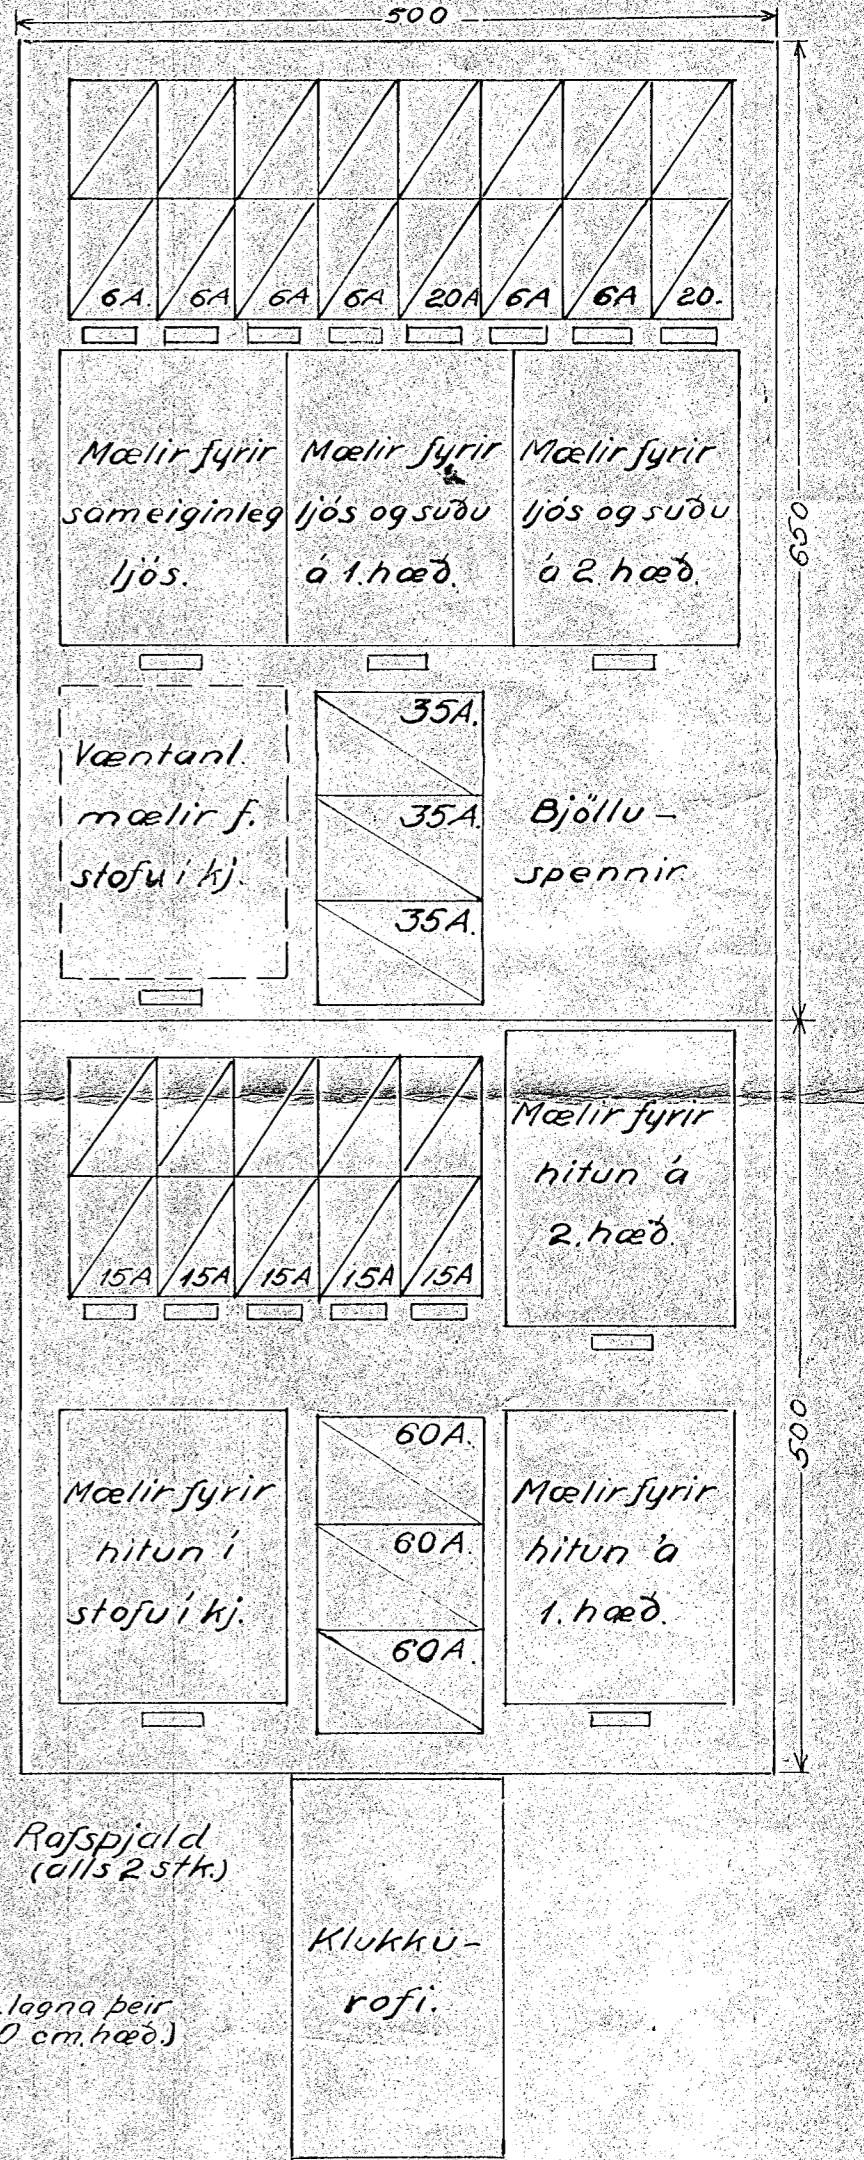 500
6A. 6A 6A 6A 20A 6A 6A 20.
Mælir fyrir
sameiginleg
ljós.
Mælir fyrir
ljós og suðu
á 1. hæð.
Mælir fyrir
ljós og suðu
á 2 hæð.
650
Væntanl.
mælir f.
stofu í kj.
35A.
35A.
35A.
Bjöllu-
spennir
15A 15A 15A 15A 15A
Mælir fyrir
hitun á
2. hæð.
500
Mælir fyrir
hitun í
stofu í kj.
60A.
60A.
60A.
Mælir fyrir
hitun á
1. hæð.
Rafspjald
(alls 2 stk.)
lagna þeir
0 cm. hæð.)
Klukku-
rofi.